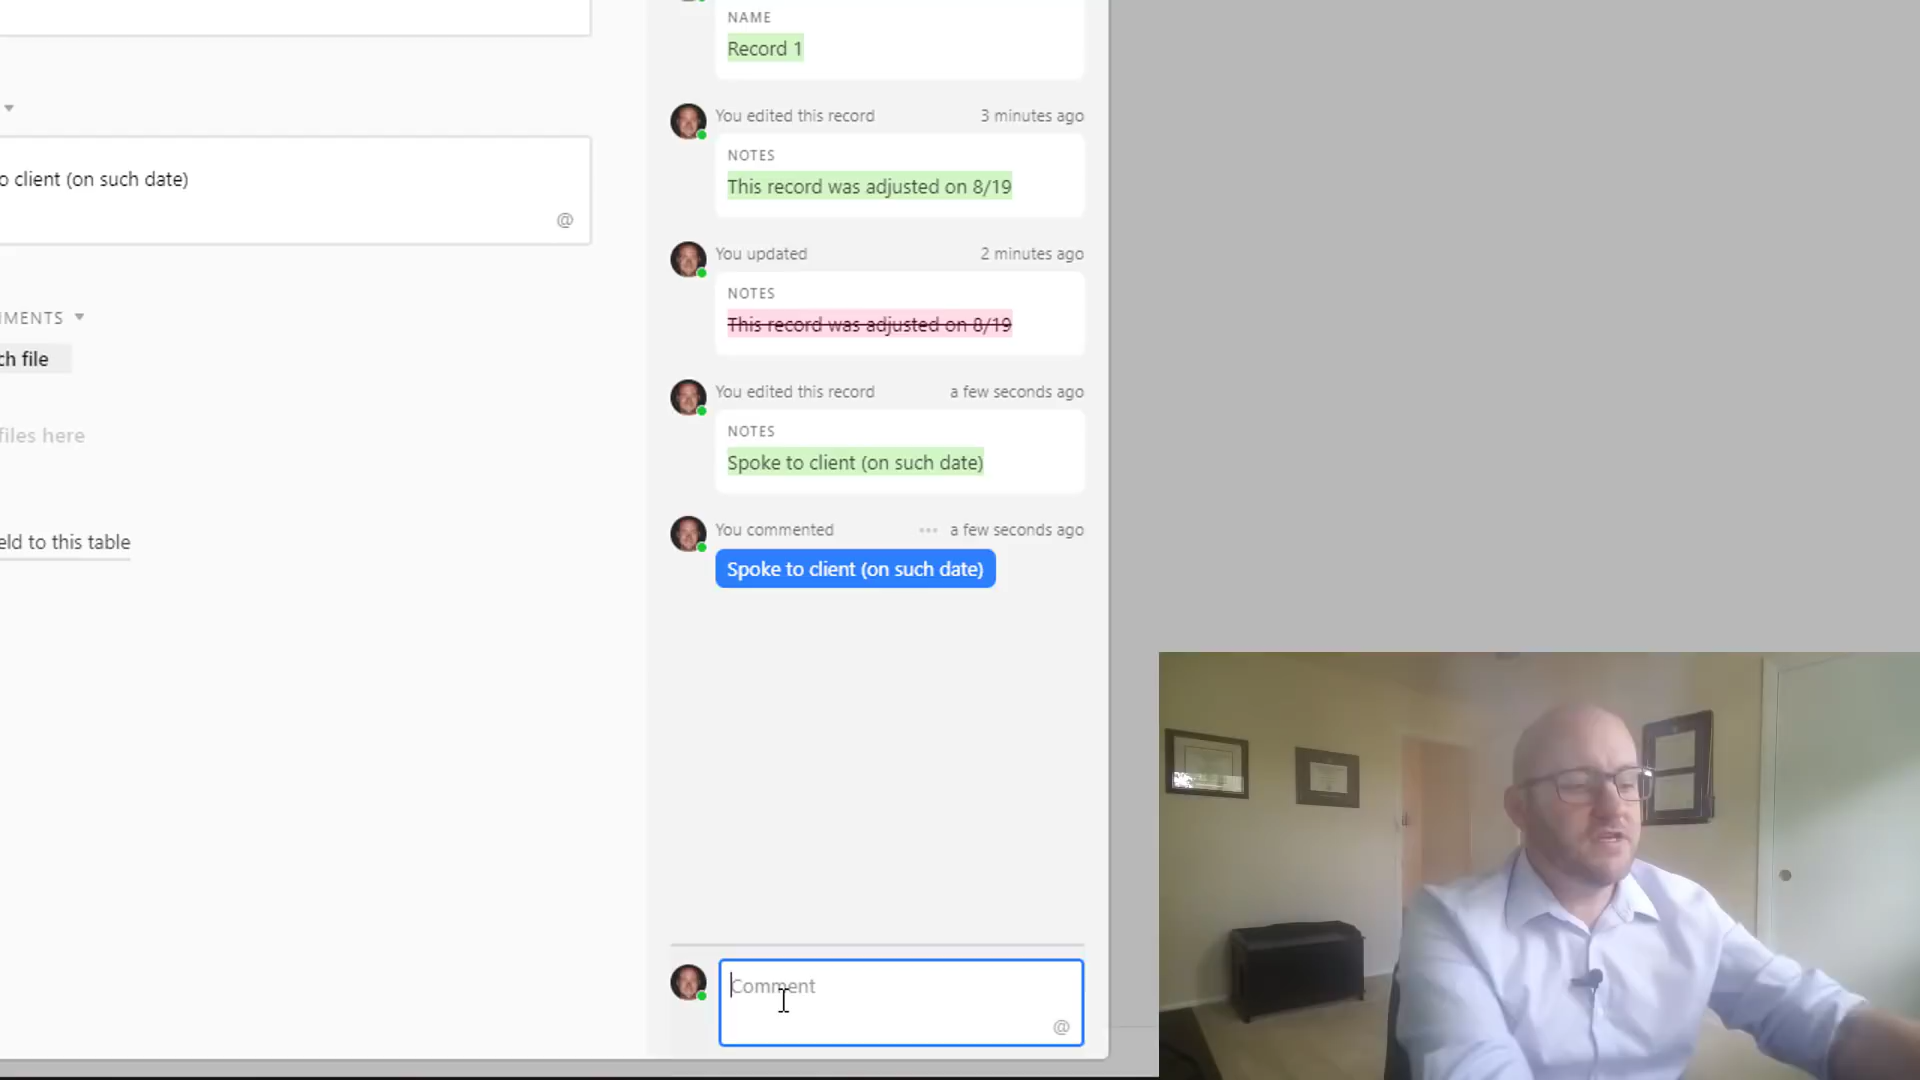 NAME
Record 1
You edited this record 3 minutes ago
NOTES
This record was adjusted on 8/19
o client (on such date)
@
You updated 2 minutes ago
NOTES
This record was adjusted on 8/19
MENTS
ch file
You edited this record a few seconds ago
NOTES
Spoke to client (on such date)
files here
eld to this table
You commented ... a few seconds ago
Spoke to client (on such date)
Comment
@